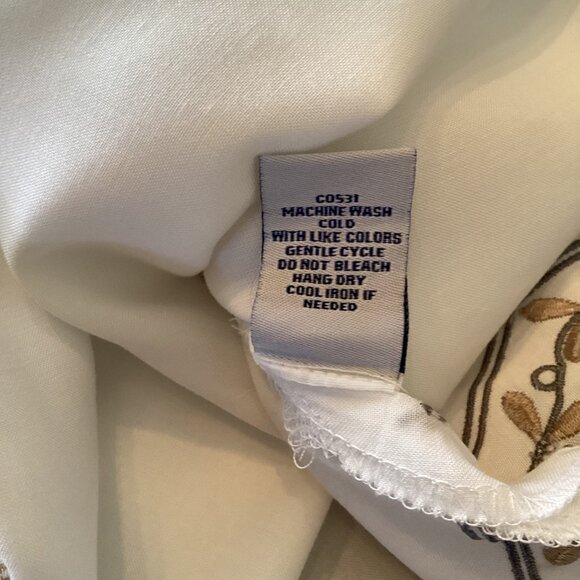 C0531
MACHINE WASH
COLD
WITH LIKE COLORS
GENTLE CYCLE
DO NOT BLEACH
HANG DRY
COOL IRON IF
NEEDED